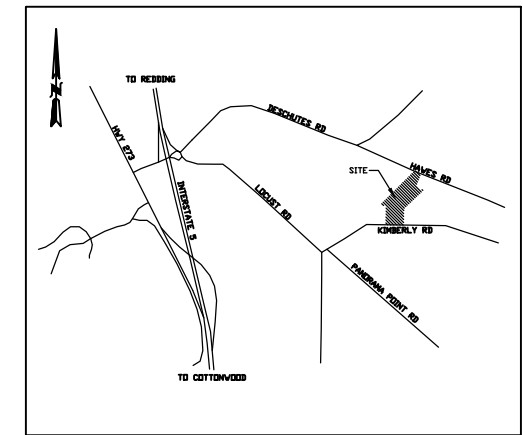 N
TO REDDING
DESCHUTES RD
HWY 273
HAWES RD
SITE
INTERSTATE 5
LOCUST RD
KIMBERLY RD
PANORAMA POINT RD
TO COTTONWOOD